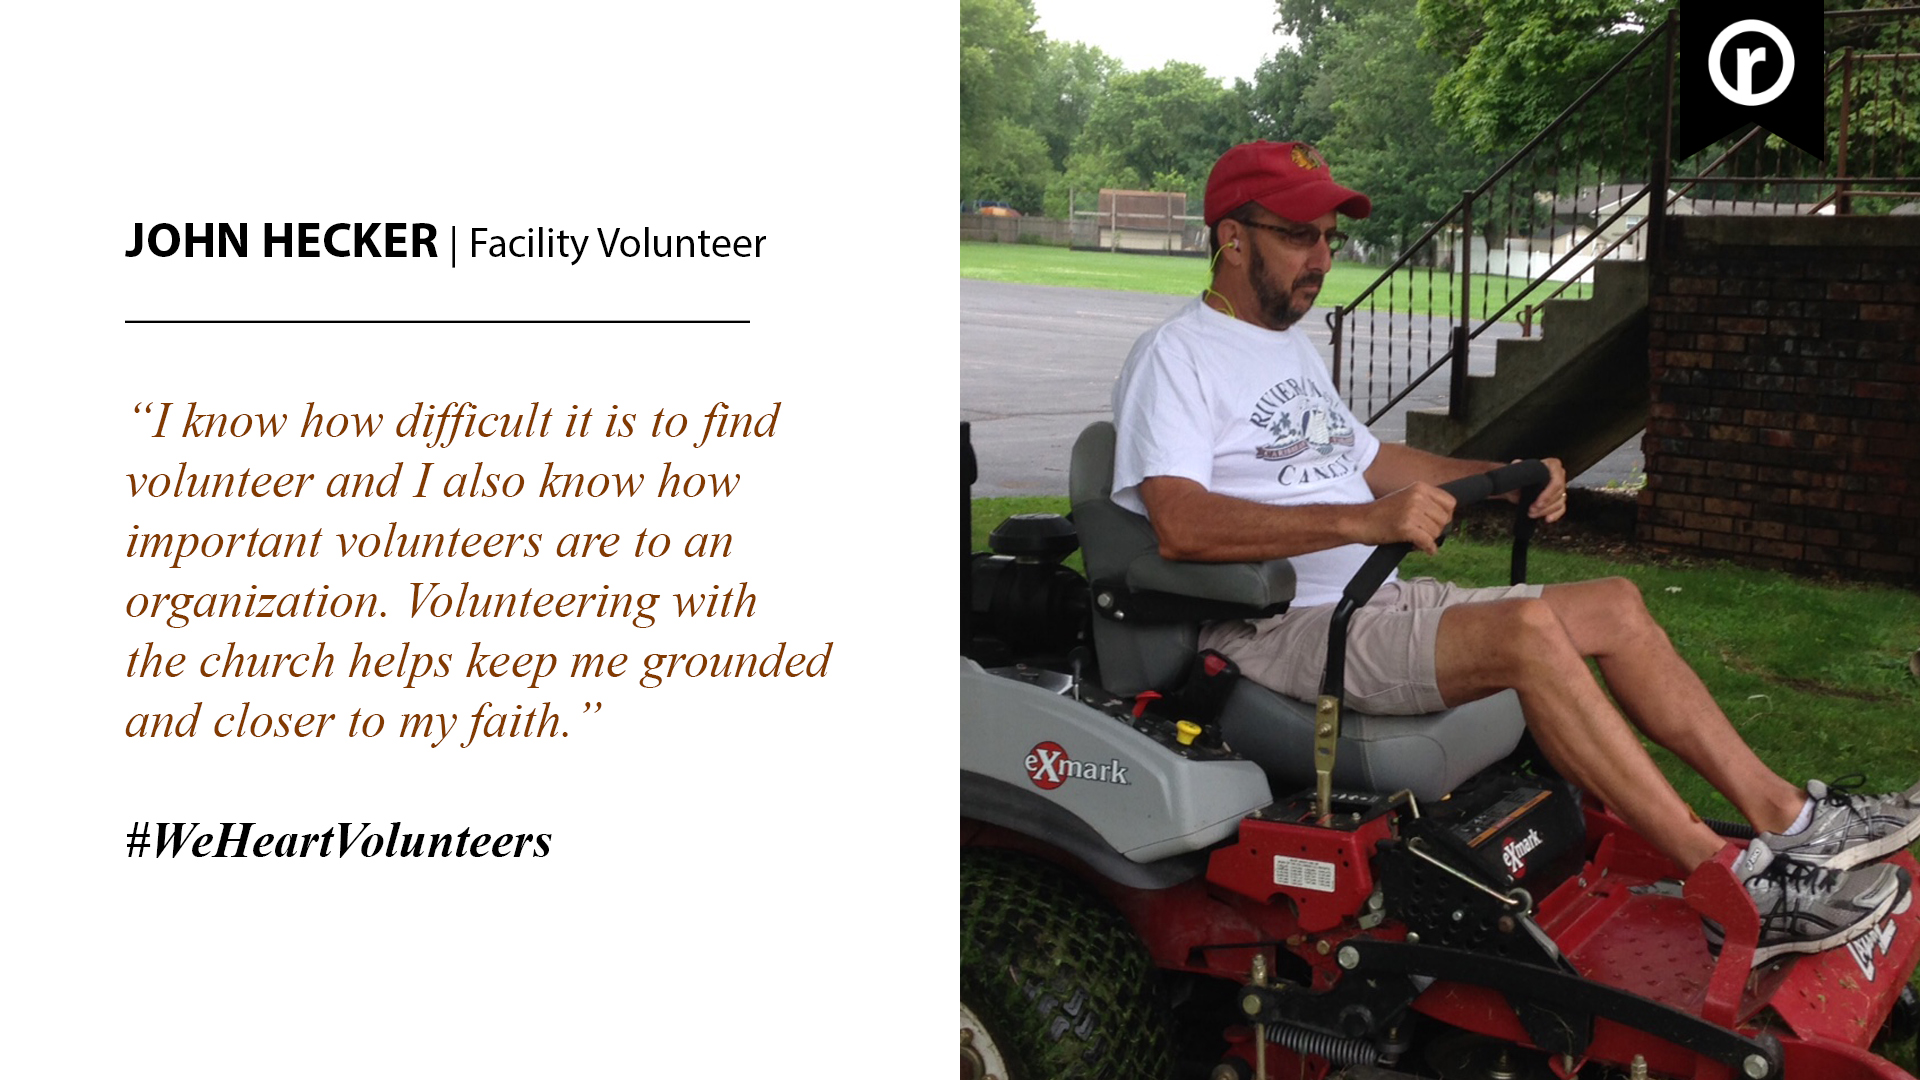 JOHN HECKER | Facility Volunteer
“I know how difficult it is to find
volunteer and I also know how
important volunteers are to an
organization. Volunteering with
the church helps keep me grounded
and closer to my faith.”
#WeHeartVolunteers
r
CARIBBEAN
CANCUN
eXmark
eXmark